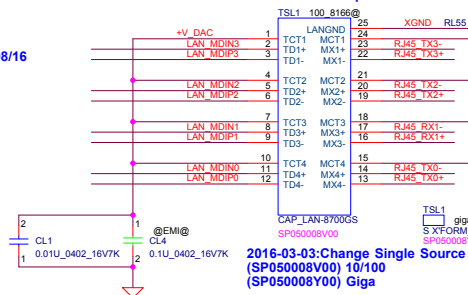 TSL1 100_8166@
8/16
+V_DAC
LAN_MDIN3
LAN_MDIP3
LAN_MDIN2
LAN_MDIP2
LAN_MDIN1
LAN_MDIP1
LAN_MDIN0
LAN_MDIP0
1 TCT1
2 TD1+
3 TD1-
4 TCT2
5 TD2+
6 TD2-
7 TCT3
8 TD3+
9 TD3-
10 TCT4
11 TD4+
12 TD4-
LANGND 25 XGND RL55
MCT1 24
MX1+ 23 RJ45_TX3-
MX1- 22 RJ45_TX3+
MCT2 21
MX2+ 20 RJ45_TX2-
MX2- 19 RJ45_TX2+
MCT3 18
MX3+ 17 RJ45_RX1-
MX3- 16 RJ45_RX1+
MCT4 15
MX4+ 14 RJ45_TX0-
MX4- 13 RJ45_TX0+
CAP_LAN-8700GS
SP050008V00
TSL1
giga
S X'FORM
2
CL1
0.01U_0402_16V7K
1
1
@EMI@
CL4
0.1U_0402_16V7K
2
2016-03-03:Change Single Source
(SP050008V00) 10/100
(SP050008Y00) Giga